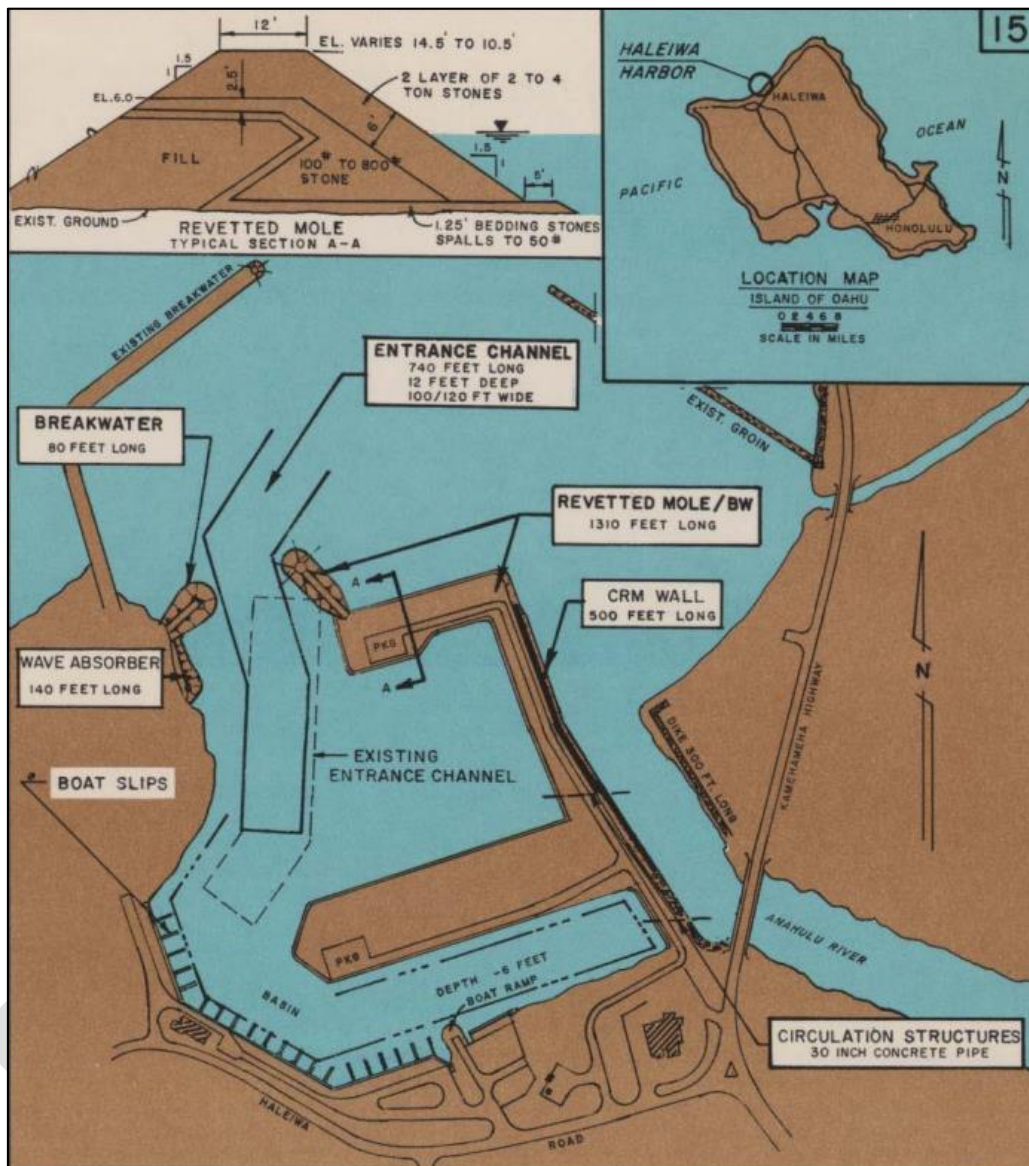 12'
EL. VARIES 14.5' TO 10.5'
1.5
1
2.5'
2 LAYER OF 2 TO 4
TON STONES
EL.6.0
6'
1.5
1
5'
FILL
100# TO 800#
STONE
EXIST. GROUND
REVETTED MOLE
TYPICAL SECTION A-A
1.25' BEDDING STONES
SPALLS TO 50#
15
HALEIWA
HARBOR
HALEIWA
OCEAN
PACIFIC
N
HONOLULU
LOCATION MAP
ISLAND OF OAHU
0 2 4 6 8
SCALE IN MILES
EXISTING BREAKWATER
ENTRANCE CHANNEL
740 FEET LONG
12 FEET DEEP
100/120 FT WIDE
BREAKWATER
80 FEET LONG
EXIST. GROIN
REVETTED MOLE/BW
1310 FEET LONG
A
PKG
A
CRM WALL
500 FEET LONG
WAVE ABSORBER
140 FEET LONG
N
KAMEHAMEHA HIGHWAY
DIKE 300 FT. LONG
EXISTING
ENTRANCE CHANNEL
BOAT SLIPS
ANAHULU RIVER
PKG
DEPTH -6 FEET
BOAT RAMP
BASIN
CIRCULATION STRUCTURES
30 INCH CONCRETE PIPE
HALEIWA
ROAD